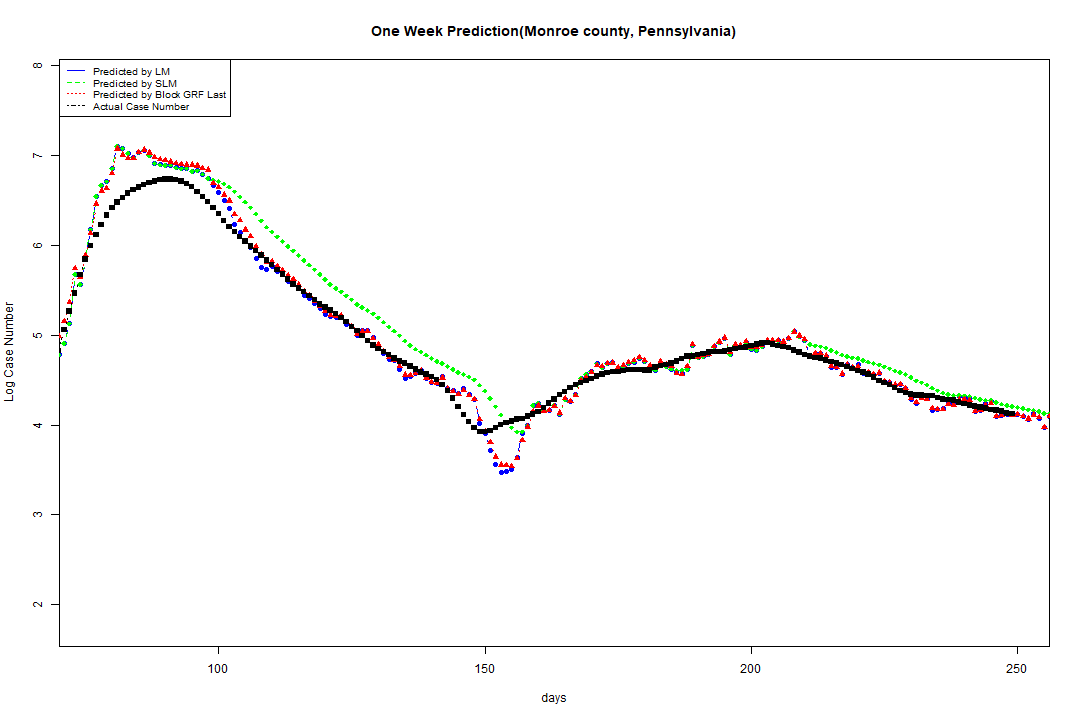 One Week Prediction(Monroe county, Pennsylvania)
Predicted by LM
Predicted by SLM
Predicted by Block GRF Last
Actual Case Number
8
7
6
5
4
3
2
Log Case Number
100 150 200 250
days